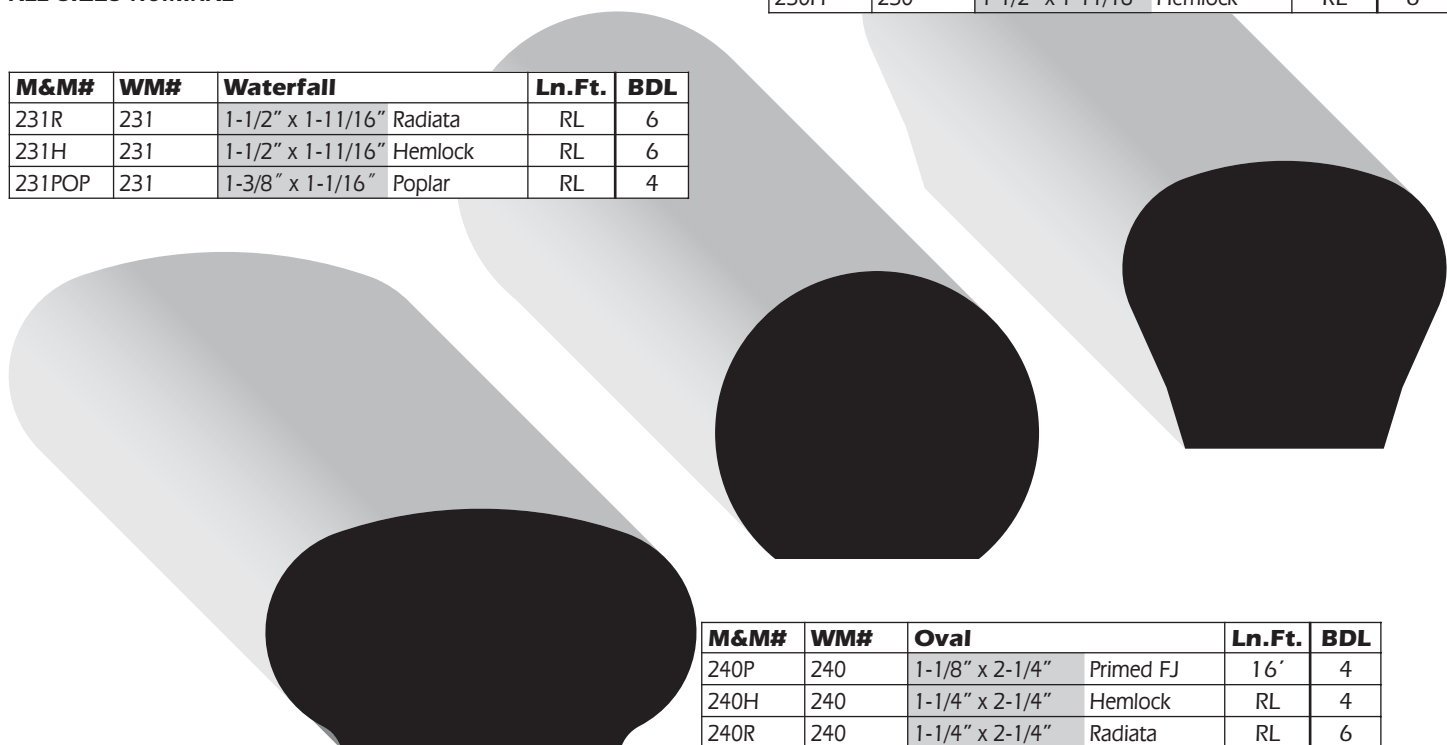 M&M# WM# Waterfall Ln.Ft. BDL
231R 231 1-1/2″ x 1-11/16″ Radiata RL 6
231H 231 1-1/2″ x 1-11/16″ Hemlock RL 6
231POP 231 1-3/8″ x 1-1/16″ Poplar RL 4
M&M# WM# Oval Ln.Ft. BDL
240P 240 1-1/8″ x 2-1/4″ Primed FJ 16′ 4
240H 240 1-1/4″ x 2-1/4″ Hemlock RL 4
240R 240 1-1/4″ x 2-1/4″ Radiata RL 6